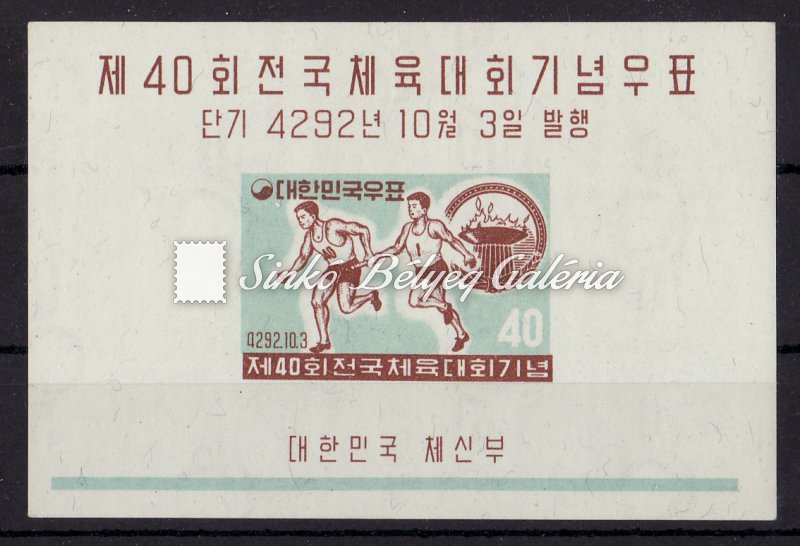 제 40 회 전 국 체 육 대 회 기 념 우 표
단기 4292년 10월 3일 발행
대한민국우표
Sinkó Bélyeg Galéria
40
4292.10.3
제40회전국체육대회기념
대한민국 체신부